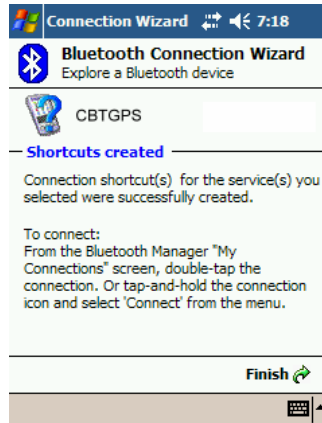 Connection Wizard 7:18
Bluetooth Connection Wizard
Explore a Bluetooth device
CBTGPS
Shortcuts created
Connection shortcut(s) for the service(s) you
selected were successfully created.
To connect:
From the Bluetooth Manager "My
Connections" screen, double-tap the
connection. Or tap-and-hold the connection
icon and select 'Connect' from the menu.
Finish